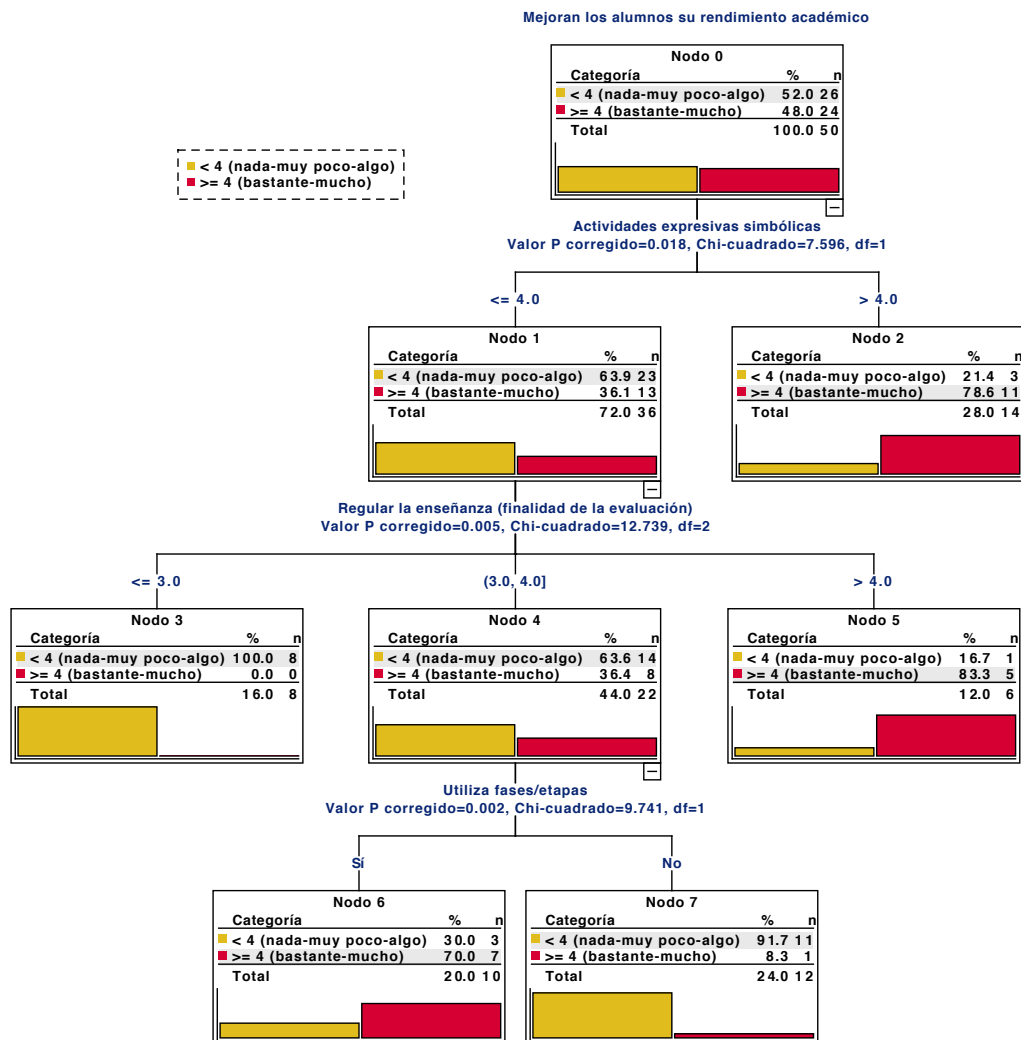 Mejoran los alumnos su rendimiento académico
Nodo 0
Categoría % n
< 4 (nada-muy poco-algo) 52.0 26
>= 4 (bastante-mucho) 48.0 24
Total 100.0 50
< 4 (nada-muy poco-algo)
>= 4 (bastante-mucho)
Actividades expresivas simbólicas
Valor P corregido=0.018, Chi-cuadrado=7.596, df=1
<= 4.0
> 4.0
Nodo 1
Categoría % n
< 4 (nada-muy poco-algo) 63.9 23
>= 4 (bastante-mucho) 36.1 13
Total 72.0 36
Nodo 2
Categoría % n
< 4 (nada-muy poco-algo) 21.4 3
>= 4 (bastante-mucho) 78.6 11
Total 28.0 14
Regular la enseñanza (finalidad de la evaluación)
Valor P corregido=0.005, Chi-cuadrado=12.739, df=2
<= 3.0
(3.0, 4.0]
> 4.0
Nodo 3
Categoría % n
< 4 (nada-muy poco-algo) 100.0 8
>= 4 (bastante-mucho) 0.0 0
Total 16.0 8
Nodo 4
Categoría % n
< 4 (nada-muy poco-algo) 63.6 14
>= 4 (bastante-mucho) 36.4 8
Total 44.0 22
Nodo 5
Categoría % n
< 4 (nada-muy poco-algo) 16.7 1
>= 4 (bastante-mucho) 83.3 5
Total 12.0 6
Utiliza fases/etapas
Valor P corregido=0.002, Chi-cuadrado=9.741, df=1
Sí
No
Nodo 6
Categoría % n
< 4 (nada-muy poco-algo) 30.0 3
>= 4 (bastante-mucho) 70.0 7
Total 20.0 10
Nodo 7
Categoría % n
< 4 (nada-muy poco-algo) 91.7 11
>= 4 (bastante-mucho) 8.3 1
Total 24.0 12